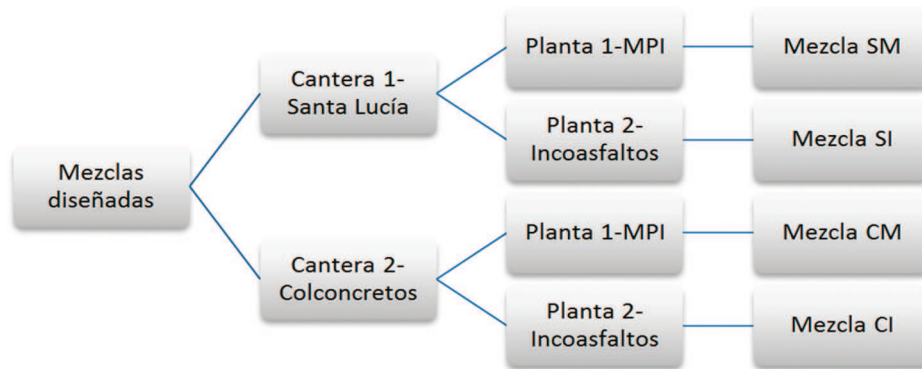 Mezclas
diseñadas
Cantera 1-
Santa Lucía
Planta 1-MPI
Mezcla SM
Planta 2-
Incoasfaltos
Mezcla SI
Cantera 2-
Colconcretos
Planta 1-MPI
Mezcla CM
Planta 2-
Incoasfaltos
Mezcla CI